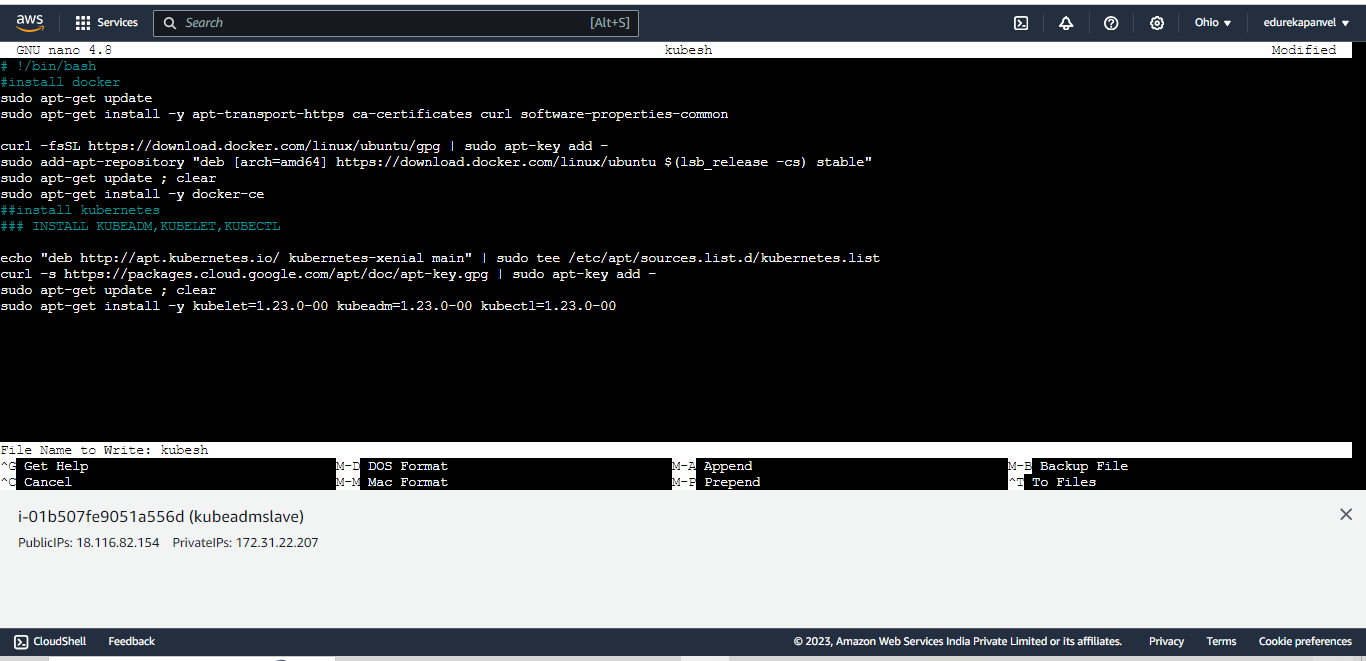 aws Services Search [Alt+S] Ohio ▼ edurekapanvel ▼
GNU nano 4.8 kubesh Modified
# !/bin/bash
#install docker
sudo apt-get update
sudo apt-get install -y apt-transport-https ca-certificates curl software-properties-common
curl -fsSL https://download.docker.com/linux/ubuntu/gpg | sudo apt-key add -
sudo add-apt-repository "deb [arch=amd64] https://download.docker.com/linux/ubuntu $(lsb_release -cs) stable"
sudo apt-get update ; clear
sudo apt-get install -y docker-ce
##install kubernetes
### INSTALL KUBEADM,KUBELET,KUBECTL
echo "deb http://apt.kubernetes.io/ kubernetes-xenial main" | sudo tee /etc/apt/sources.list.d/kubernetes.list
curl -s https://packages.cloud.google.com/apt/doc/apt-key.gpg | sudo apt-key add -
sudo apt-get update ; clear
sudo apt-get install -y kubelet=1.23.0-00 kubeadm=1.23.0-00 kubectl=1.23.0-00
File Name to Write: kubesh
^G Get Help M-D DOS Format M-A Append M-B Backup File
^C Cancel M-M Mac Format M-P Prepend ^T To Files
i-01b507fe9051a556d (kubeadmslave)
PublicIPs: 18.116.82.154 PrivateIPs: 172.31.22.207
CloudShell Feedback © 2023, Amazon Web Services India Private Limited or its affiliates. Privacy Terms Cookie preferences